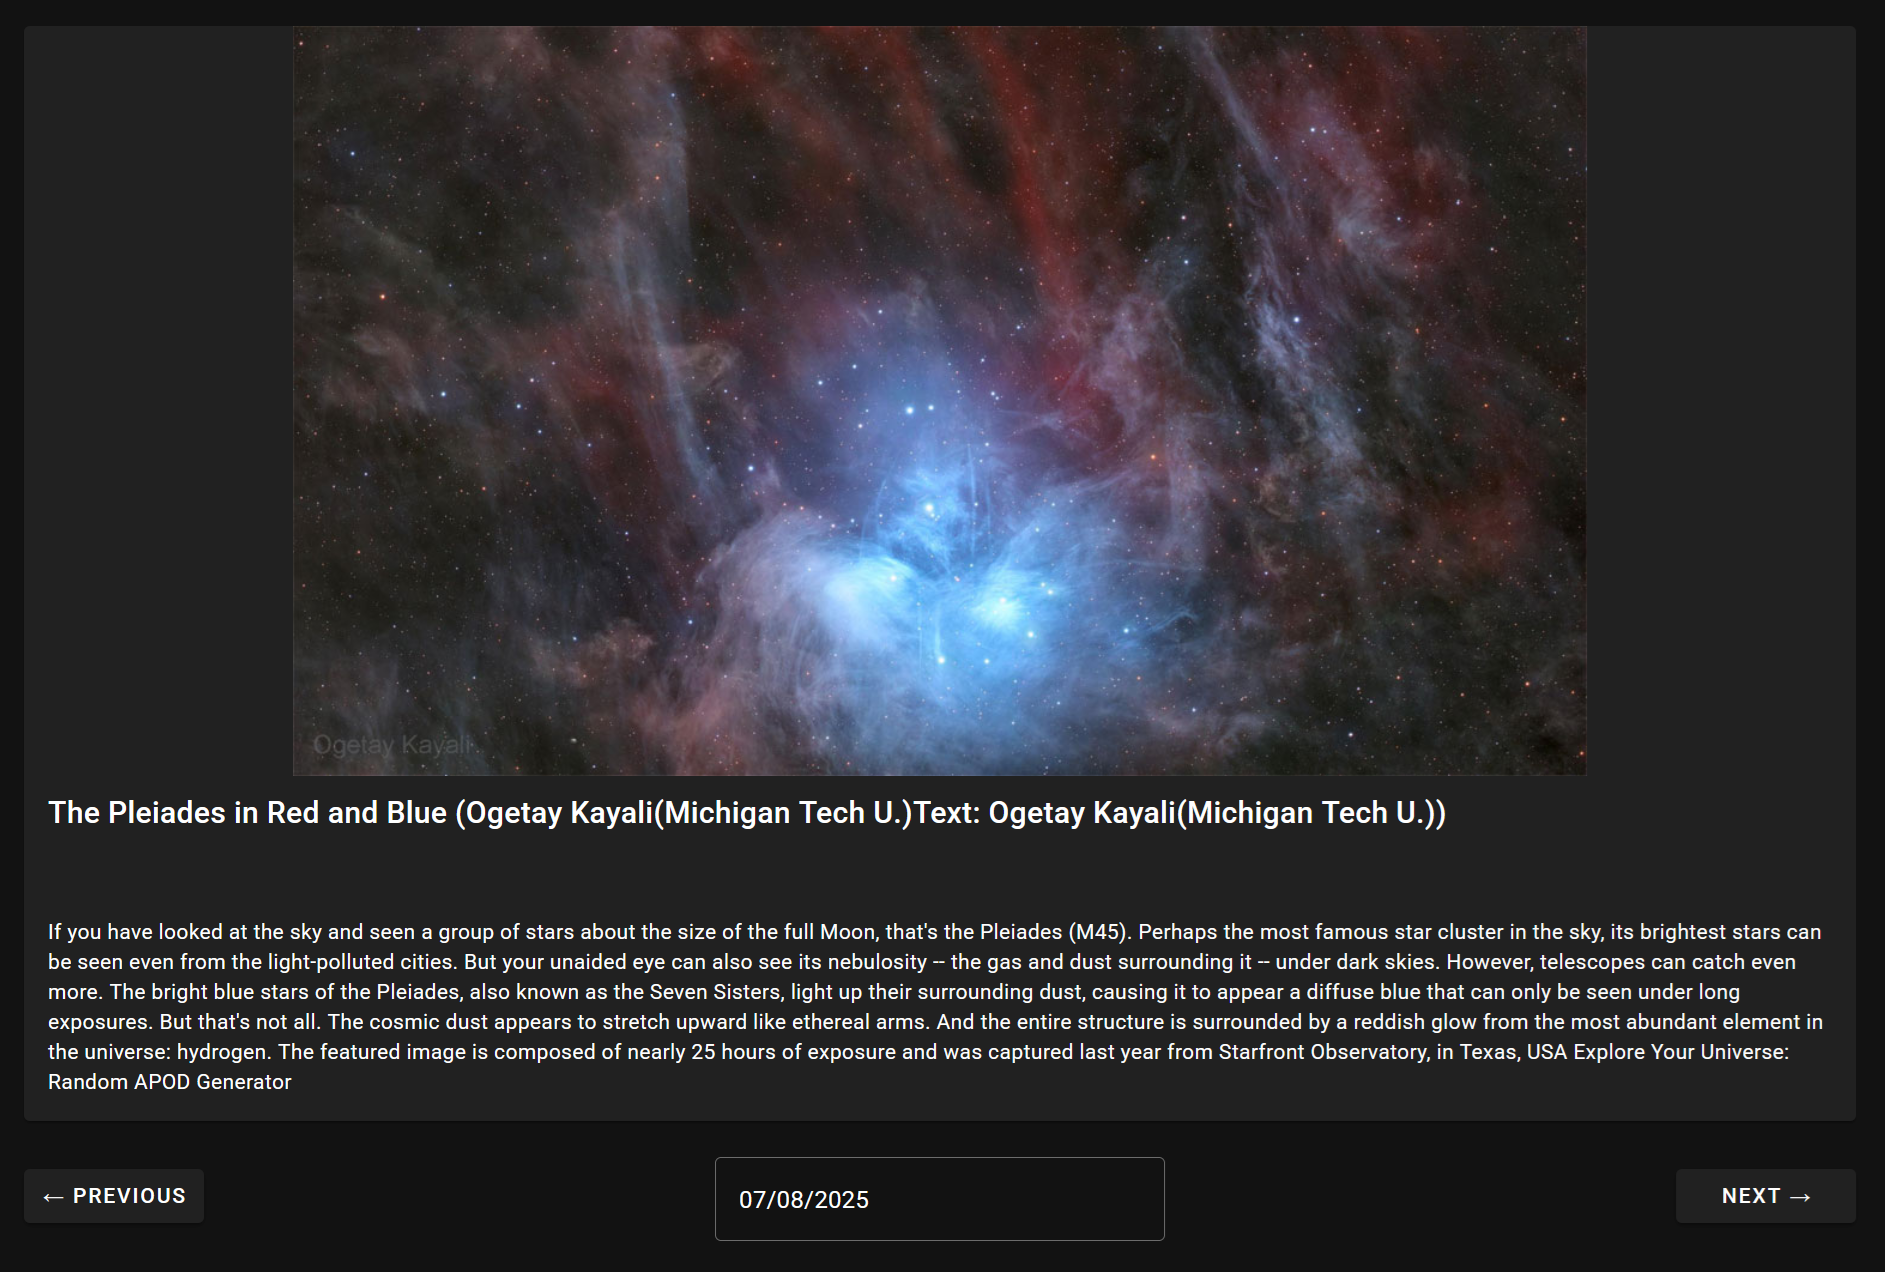 Ogetay Kayali
The Pleiades in Red and Blue (Ogetay Kayali(Michigan Tech U.)Text: Ogetay Kayali(Michigan Tech U.))
If you have looked at the sky and seen a group of stars about the size of the full Moon, that's the Pleiades (M45). Perhaps the most famous star cluster in the sky, its brightest stars can
be seen even from the light-polluted cities. But your unaided eye can also see its nebulosity -- the gas and dust surrounding it -- under dark skies. However, telescopes can catch even
more. The bright blue stars of the Pleiades, also known as the Seven Sisters, light up their surrounding dust, causing it to appear a diffuse blue that can only be seen under long
exposures. But that's not all. The cosmic dust appears to stretch upward like ethereal arms. And the entire structure is surrounded by a reddish glow from the most abundant element in
the universe: hydrogen. The featured image is composed of nearly 25 hours of exposure and was captured last year from Starfront Observatory, in Texas, USA Explore Your Universe:
Random APOD Generator
← PREVIOUS
07/08/2025
NEXT →